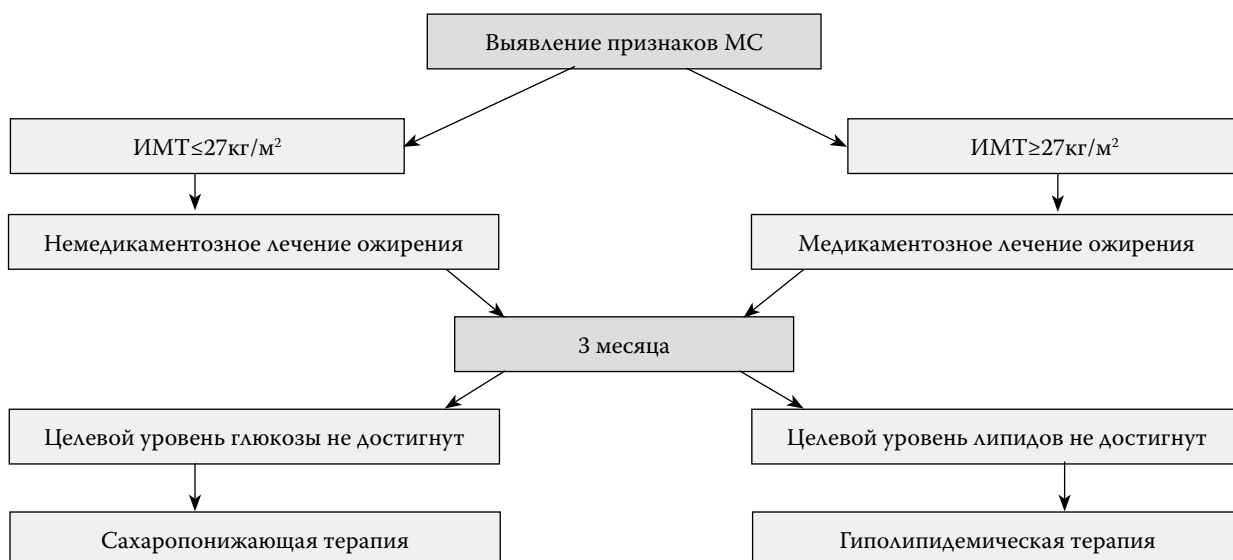 Выявление признаков МС
ИМТ≤27кг/м²
ИМТ≥27кг/м²
Немедикаментозное лечение ожирения
Медикаментозное лечение ожирения
3 месяца
Целевой уровень глюкозы не достигнут
Целевой уровень липидов не достигнут
Сахаропонижающая терапия
Гиполипидемическая терапия